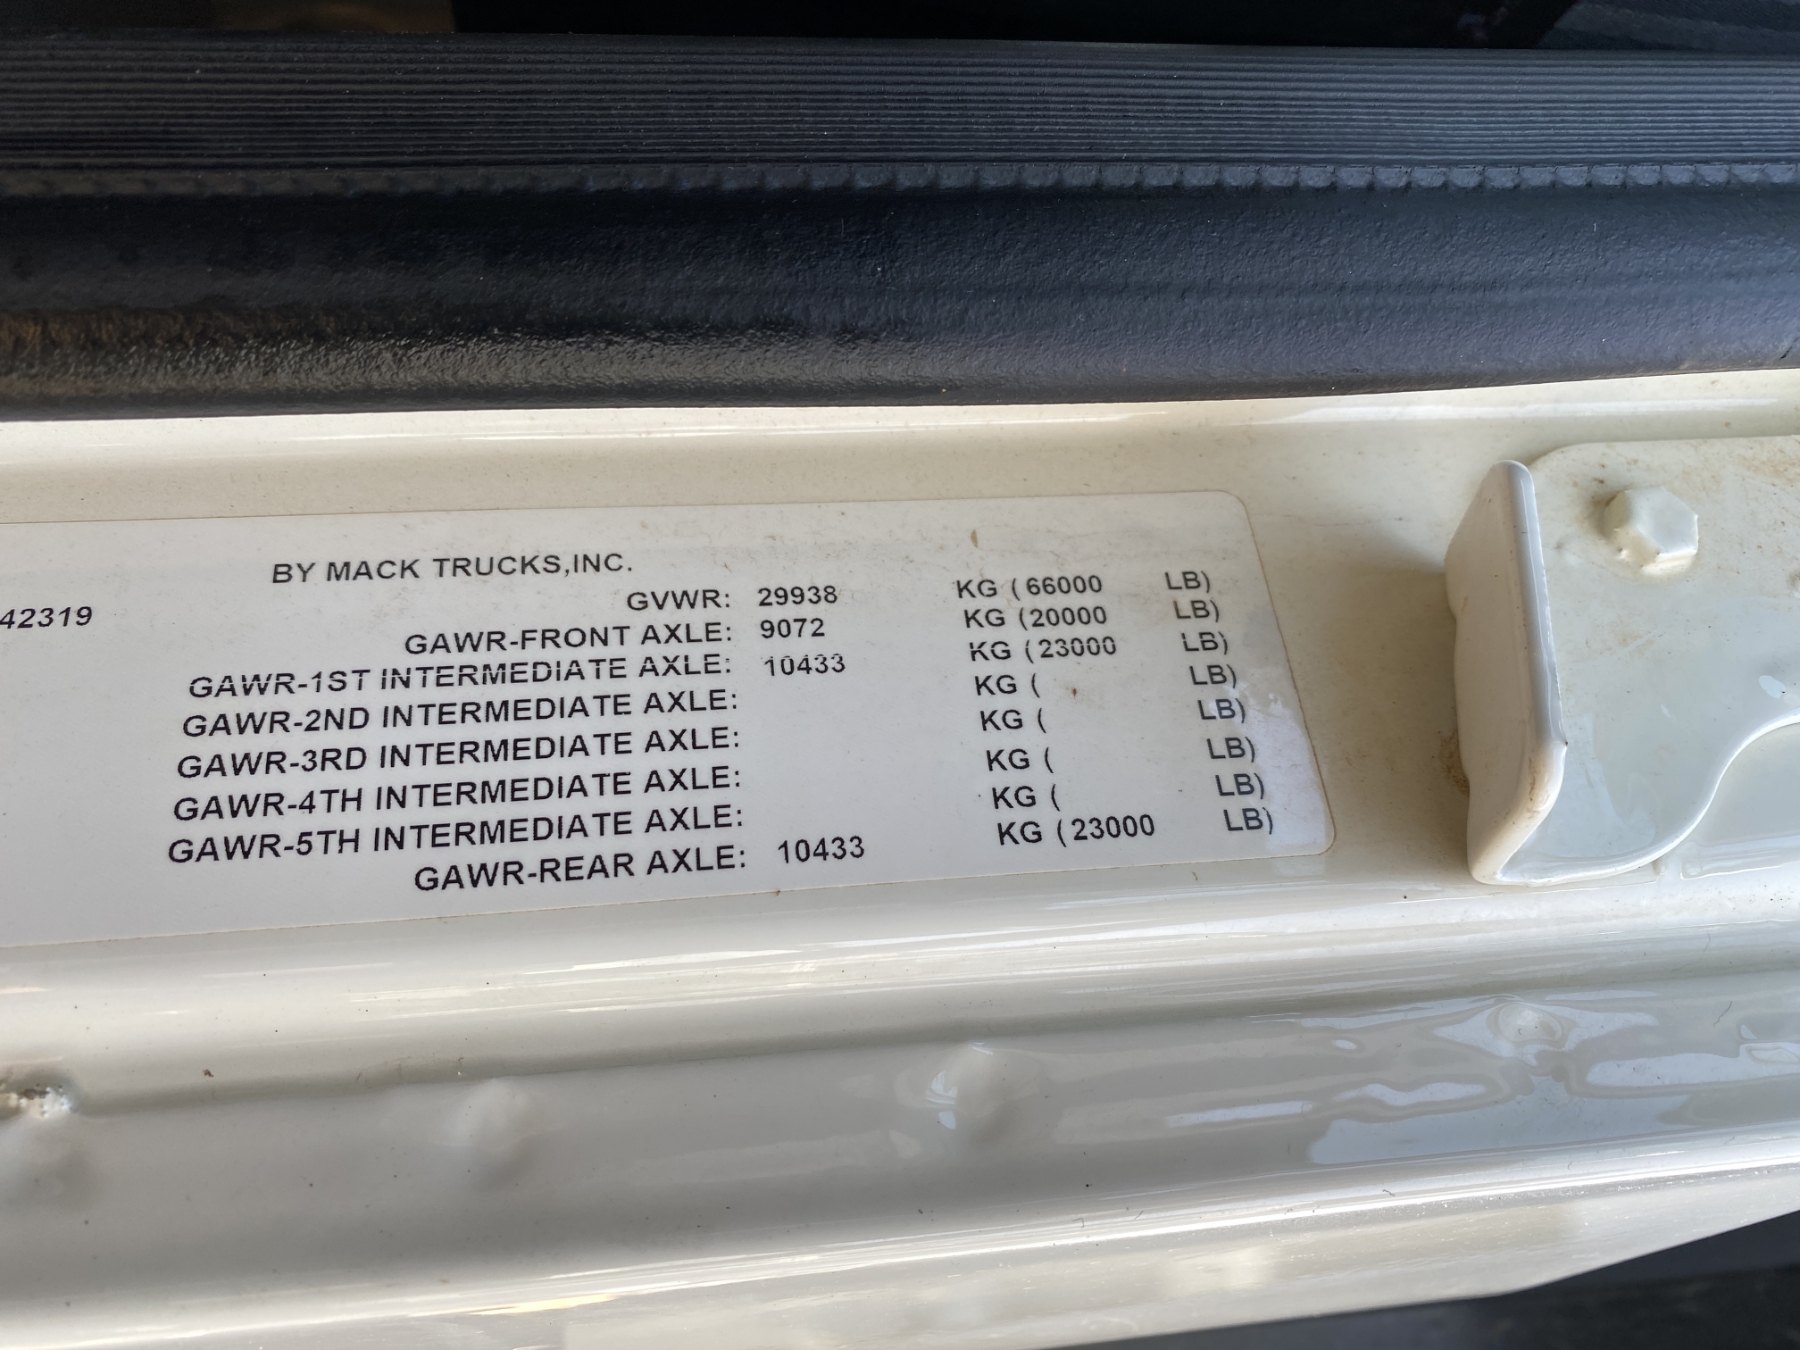 BY MACK TRUCKS,INC.
42319
GVWR: 29938 KG ( 66000 LB)
GAWR-FRONT AXLE: 9072 KG (20000 LB)
GAWR-1ST INTERMEDIATE AXLE: 10433 KG (23000 LB)
GAWR-2ND INTERMEDIATE AXLE: KG ( LB)
GAWR-3RD INTERMEDIATE AXLE: KG ( LB)
GAWR-4TH INTERMEDIATE AXLE: KG ( LB)
GAWR-5TH INTERMEDIATE AXLE: KG ( LB)
GAWR-REAR AXLE: 10433 KG (23000 LB)